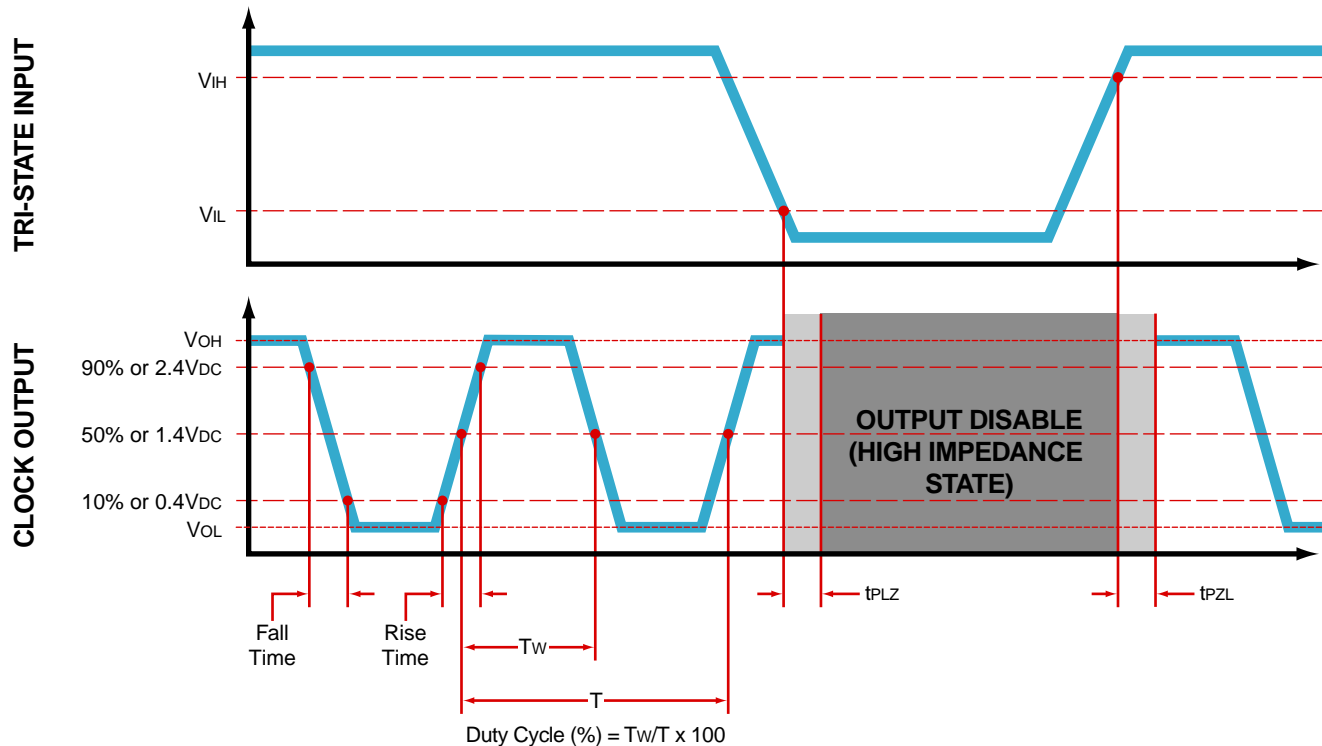 TRI-STATE INPUT
VIH
VIL
CLOCK OUTPUT
VOH
90% or 2.4VDC
50% or 1.4VDC
10% or 0.4VDC
VOL
OUTPUT DISABLE
(HIGH IMPEDANCE
STATE)
tPLZ
tPZL
Fall
Time
Rise
Time
TW
T
Duty Cycle (%) = TW/T x 100